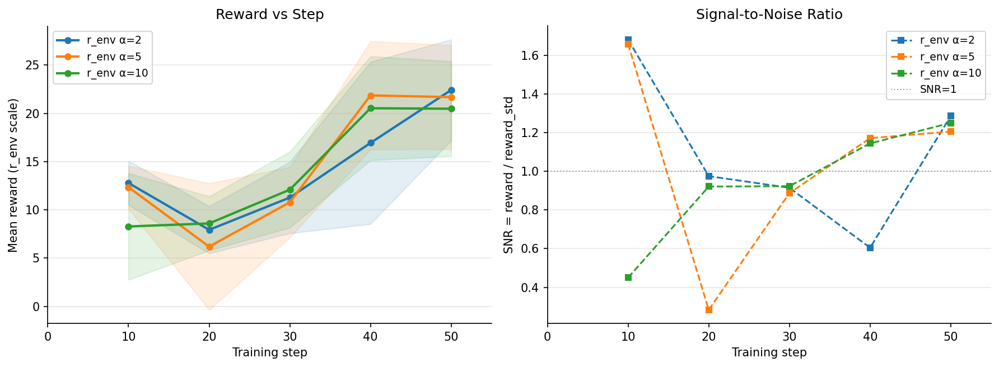 Reward vs Step
Mean reward (r_env scale)
25
20
15
10
5
0
r_env α=2
r_env α=5
r_env α=10
0 10 20 30 40 50
Training step
Signal-to-Noise Ratio
SNR = reward / reward_std
1.6
1.4
1.2
1.0
0.8
0.6
0.4
r_env α=2
r_env α=5
r_env α=10
SNR=1
0 10 20 30 40 50
Training step